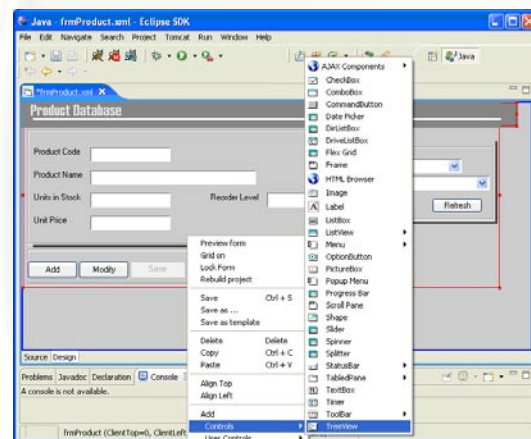 Java - frmProduct.xml - Eclipse SDK
File Edit Navigate Search Project Tomcat Run Window Help
Java
*frmProduct.xml
Product Database
Product Code
Product Name
Units in Stock
Reorder Level
Unit Price
Refresh
Add
Modify
Save
Preview form
Grid on
Lock Form
Rebuild project
Save Ctrl + S
Save as ...
Save as template
Delete Delete
Copy Ctrl + C
Paste Ctrl + V
Align Top
Align Left
Add
Controls
User Controls
AJAX Components
CheckBox
ComboBox
CommandButton
Date Picker
DirListBox
DriveListBox
Flex Grid
Frame
HTML Browser
Image
Label
ListBox
ListView
Menu
OptionButton
PictureBox
Popup Menu
Progress Bar
Scroll Pane
Shape
Slider
Spinner
Splitter
StatusBar
TabbedPane
TextBox
Timer
ToolBar
TreeView
Source Design
Problems Javadoc Declaration Console
A console is not available.
frmProduct (ClientTop=0, ClientLeft